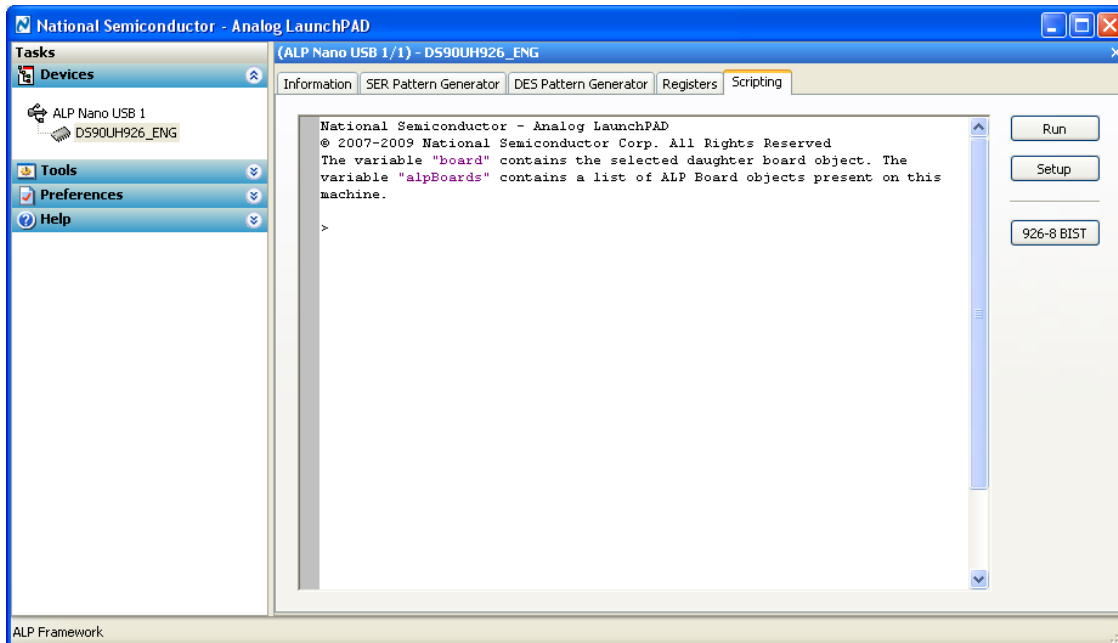 National Semiconductor - Analog LaunchPAD
Tasks
Devices
ALP Nano USB 1
DS90UH926_ENG
Tools
Preferences
Help
(ALP Nano USB 1/1) - DS90UH926_ENG
Information SER Pattern Generator DES Pattern Generator Registers Scripting
National Semiconductor - Analog LaunchPAD
© 2007-2009 National Semiconductor Corp. All Rights Reserved
The variable "board" contains the selected daughter board object. The
variable "alpBoards" contains a list of ALP Board objects present on this
machine.
>
Run
Setup
926-8 BIST
ALP Framework